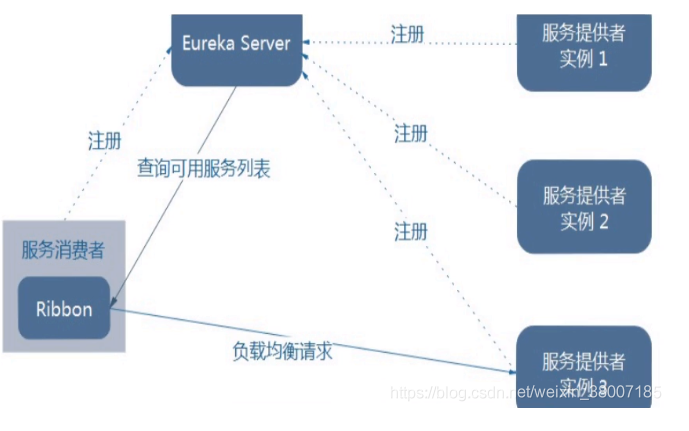 Eureka Server
服务提供者
实例 1
注册
注册
注册
查询可用服务列表
服务提供者
实例 2
注册
服务消费者
Ribbon
负载均衡请求
服务提供者
实例 3
https://blog.csdn.net/weixin_38007185